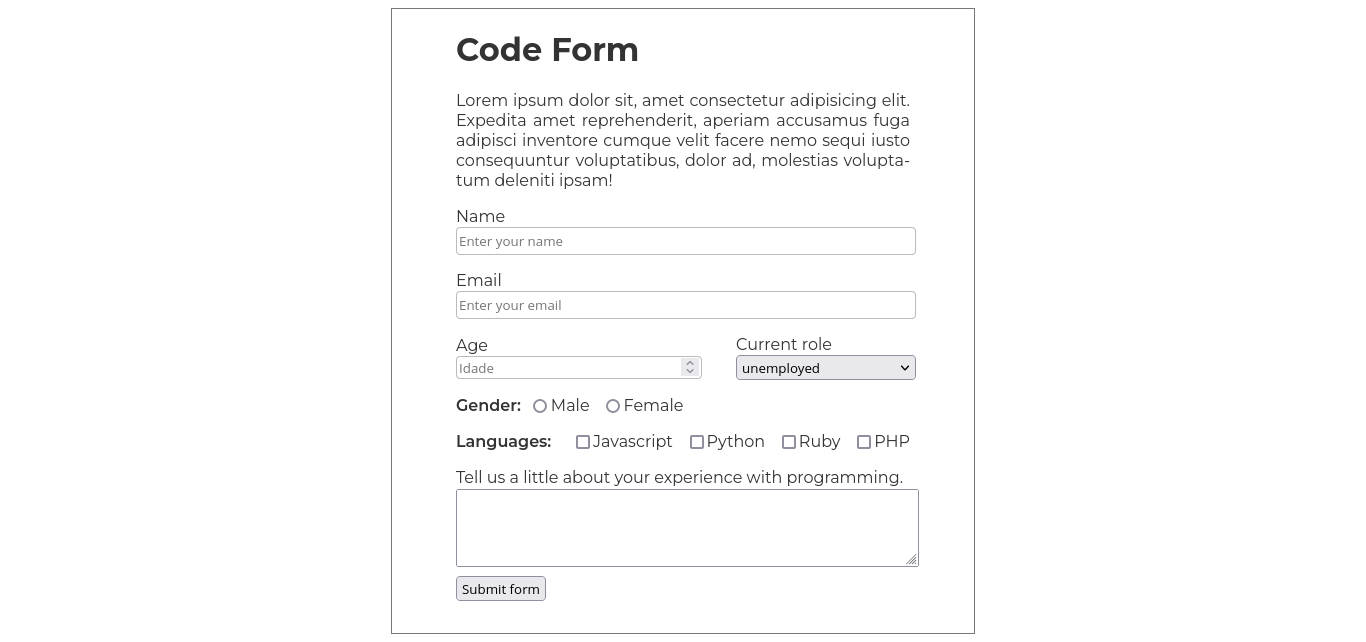 Code Form
Lorem ipsum dolor sit, amet consectetur adipisicing elit.
Expedita amet reprehenderit, aperiam accusamus fuga
adipisci inventore cumque velit facere nemo sequi iusto
consequuntur voluptatibus, dolor ad, molestias volupta-
tum deleniti ipsam!
Name
Enter your name
Email
Enter your email
Age Current role
Idade unemployed
Gender: Male Female
Languages: Javascript Python Ruby PHP
Tell us a little about your experience with programming.
Submit form